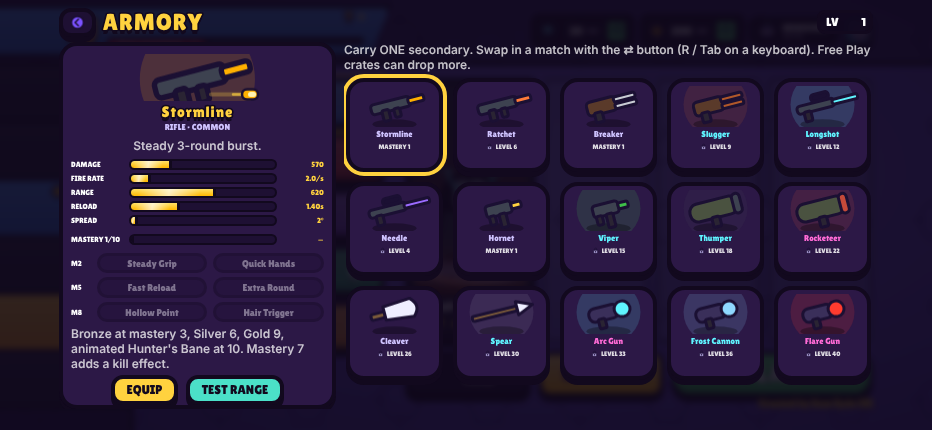 ARMORY
LV 1
Carry ONE secondary. Swap in a match with the ⇄ button (R / Tab on a keyboard). Free Play
crates can drop more.
Stormline
RIFLE · COMMON
Steady 3-round burst.
DAMAGE 570
FIRE RATE 2.0/s
RANGE 620
RELOAD 1.40s
SPREAD 2°
MASTERY 1/10 –
M2 Steady Grip Quick Hands
M5 Fast Reload Extra Round
M8 Hollow Point Hair Trigger
Bronze at mastery 3, Silver 6, Gold 9,
animated Hunter's Bane at 10. Mastery 7
adds a kill effect.
EQUIP TEST RANGE
Stormline
MASTERY 1
Ratchet
LEVEL 6
Breaker
MASTERY 1
Slugger
LEVEL 9
Longshot
LEVEL 12
Needle
LEVEL 4
Hornet
MASTERY 1
Viper
LEVEL 15
Thumper
LEVEL 18
Rocketeer
LEVEL 22
Cleaver
LEVEL 26
Spear
LEVEL 30
Arc Gun
LEVEL 33
Frost Cannon
LEVEL 36
Flare Gun
LEVEL 40